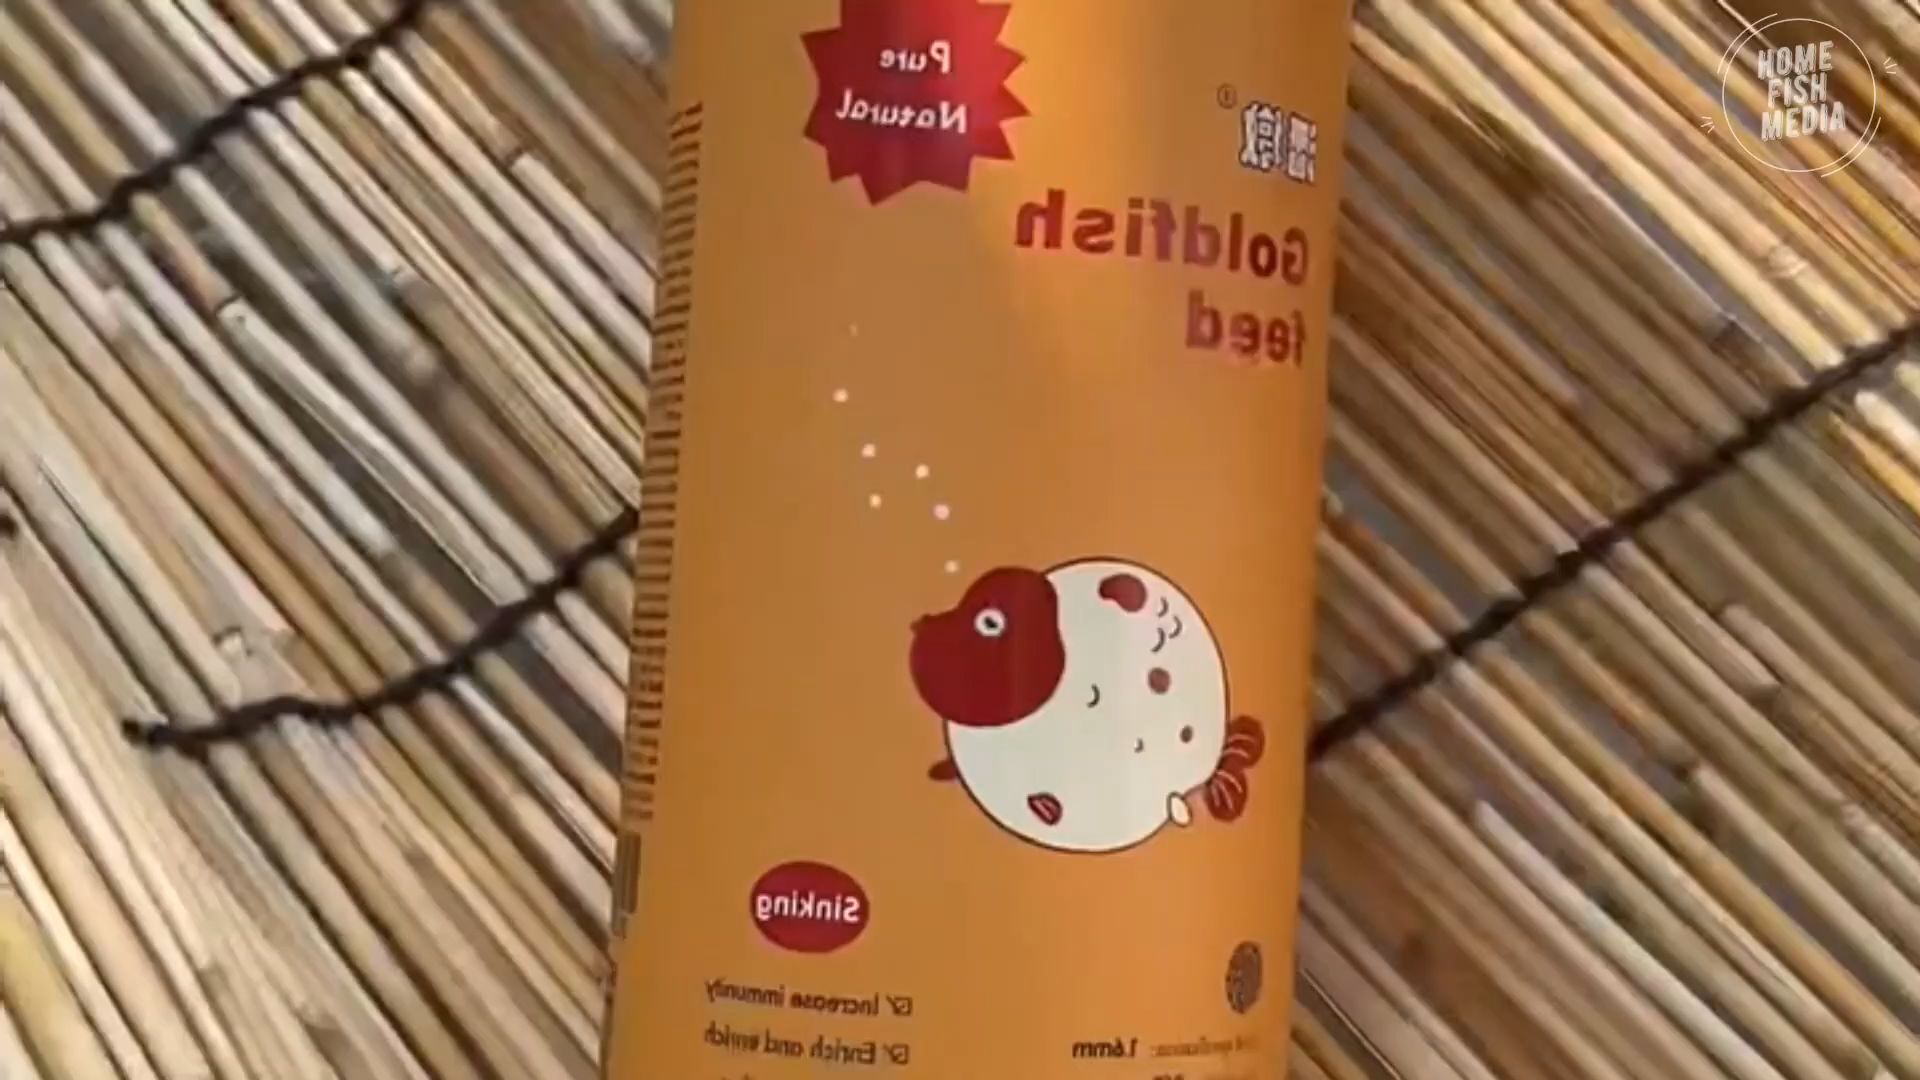 HOME
FISH
MEDIA
Pure
Natural
Goldfish
feed
Sinking
Increase immunity
Enrich and enrich
1.6mm